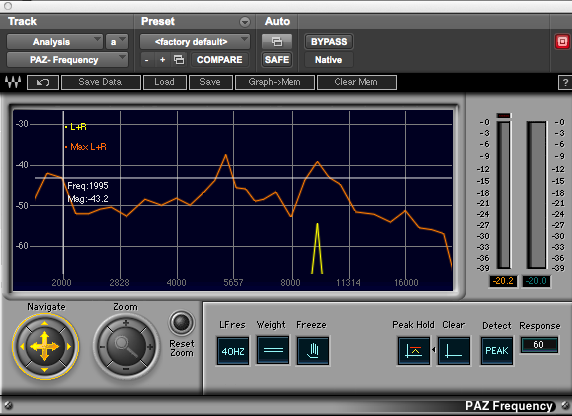 Track Preset Auto
Analysis a <factory default> BYPASS
PAZ- Frequency - + COMPARE SAFE Native
Save Data Load Save Graph->Mem Clear Mem ?
-30
-40
-50
-60
L+R
Max L+R
Freq:1995
Mag:-43.2
2000 2828 4000 5657 8000 11314 16000
-0 -0
-3 -3
-6 -6
-9 -9
-12 -12
-15 -15
-18 -18
-21 -21
-24 -24
-27 -27
-30 -30
-33 -33
-36 -36
-39 -39
-20.2 -20.0
Navigate Zoom
Reset
Zoom
LFres Weight Freeze Peak Hold Clear Detect Response
40HZ PEAK 60
PAZ Frequency